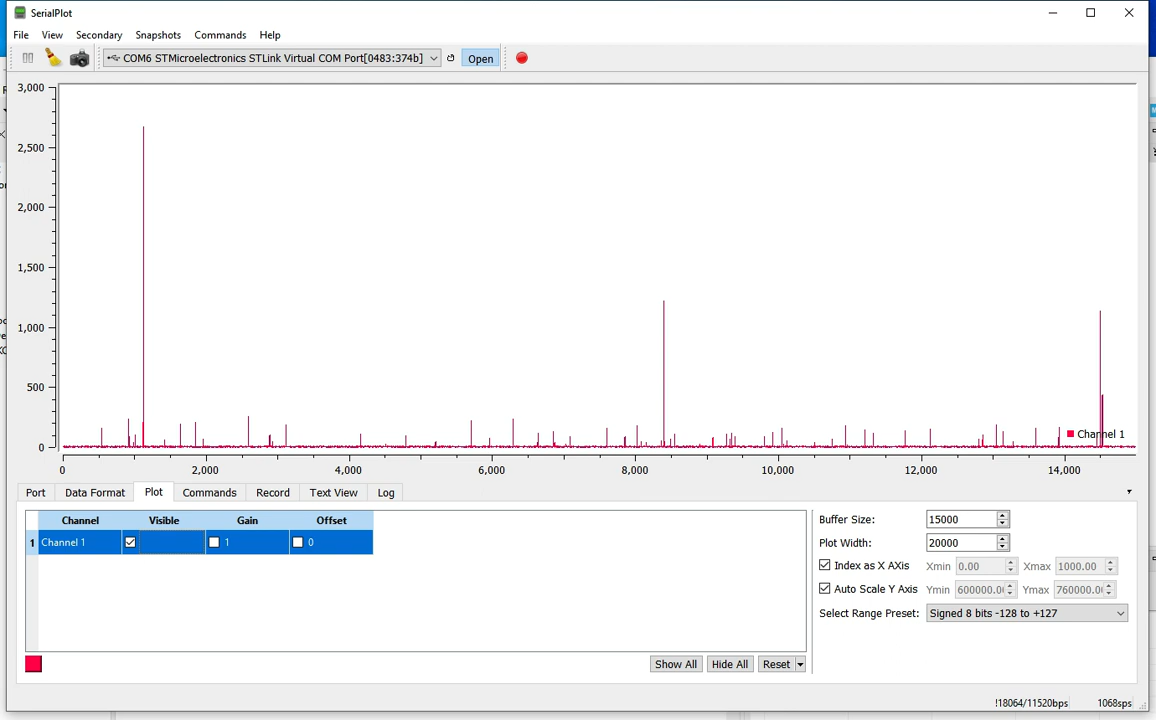 SerialPlot
File View Secondary Snapshots Commands Help
COM6 STMicroelectronics STLink Virtual COM Port[0483:374b] Open
3,000
2,500
2,000
1,500
1,000
500
0
Channel 1
0 2,000 4,000 6,000 8,000 10,000 12,000 14,000
Port Data Format Plot Commands Record Text View Log
Channel Visible Gain Offset
1 Channel 1 1 0
Buffer Size: 15000
Plot Width: 20000
Index as X AXis Xmin 0.00 Xmax 1000.00
Auto Scale Y Axis Ymin 600000.0( Ymax 760000.0(
Select Range Preset: Signed 8 bits -128 to +127
Show All Hide All Reset
!18064/11520bps 1068sps